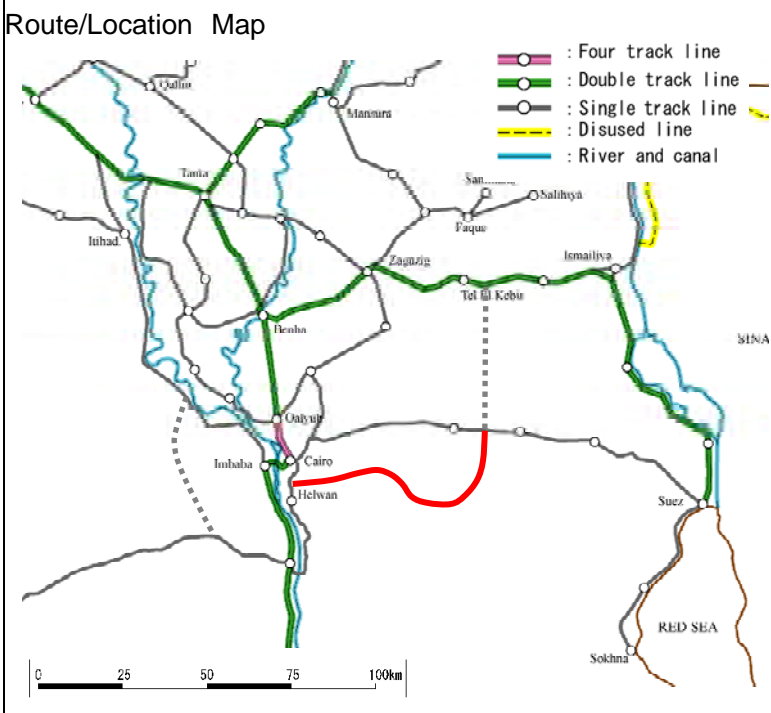 Route/Location Map
: Four track line
: Double track line
: Single track line
: Disused line
: River and canal
Qallin
Mansura
Tanta
Salihiya
Faqus
Itihad.
Zagazig
Ismailiya
Tel El Kebir
Benha
SINA
Qalyub
Imbaba
Cairo
Helwan
Suez
RED SEA
Sokhna
0 25 50 75 100km